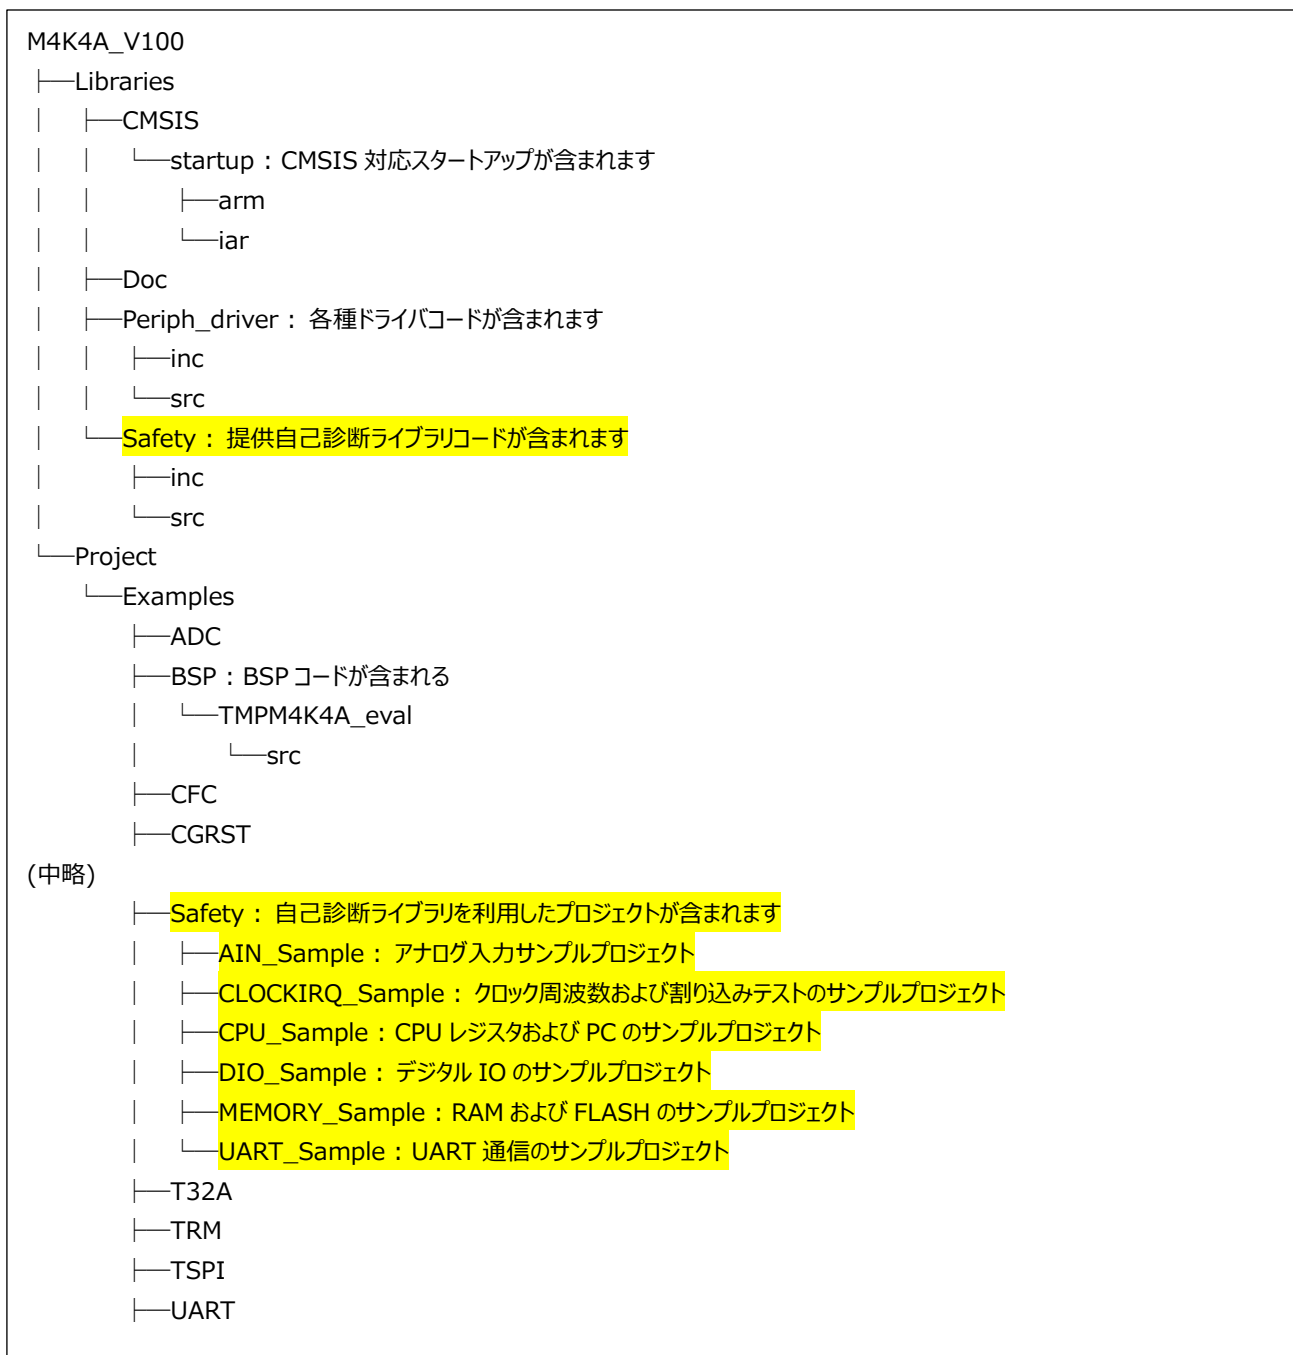 M4K4A_V100
├──Libraries
│ ├──CMSIS
│ │ └──startup : CMSIS 対応スタートアップが含まれます
│ │ ├──arm
│ │ └──iar
│ ├──Doc
│ ├──Periph_driver : 各種ドライバコードが含まれます
│ │ ├──inc
│ │ └──src
│ └──Safety : 提供自己診断ライブラリコードが含まれます
│ ├──inc
│ └──src
└──Project
└──Examples
├──ADC
├──BSP : BSP コードが含まれる
│ └──TMPM4K4A_eval
│ └──src
├──CFC
├──CGRST
(中略)
├──Safety : 自己診断ライブラリを利用したプロジェクトが含まれます
│ ├──AIN_Sample : アナログ入力サンプルプロジェクト
│ ├──CLOCKIRQ_Sample : クロック周波数および割り込みテストのサンプルプロジェクト
│ ├──CPU_Sample : CPU レジスタおよび PC のサンプルプロジェクト
│ ├──DIO_Sample : デジタル IO のサンプルプロジェクト
│ ├──MEMORY_Sample : RAM および FLASH のサンプルプロジェクト
│ └──UART_Sample : UART 通信のサンプルプロジェクト
├──T32A
├──TRM
├──TSPI
├──UART